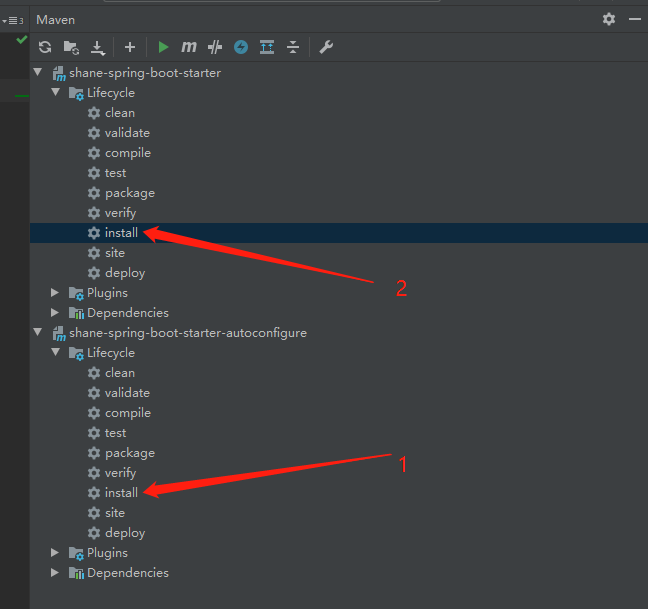 3
Maven
shane-spring-boot-starter
Lifecycle
clean
validate
compile
test
package
verify
install
site
deploy
2
Plugins
Dependencies
shane-spring-boot-starter-autoconfigure
Lifecycle
clean
validate
compile
test
package
1
verify
install
site
deploy
Plugins
Dependencies